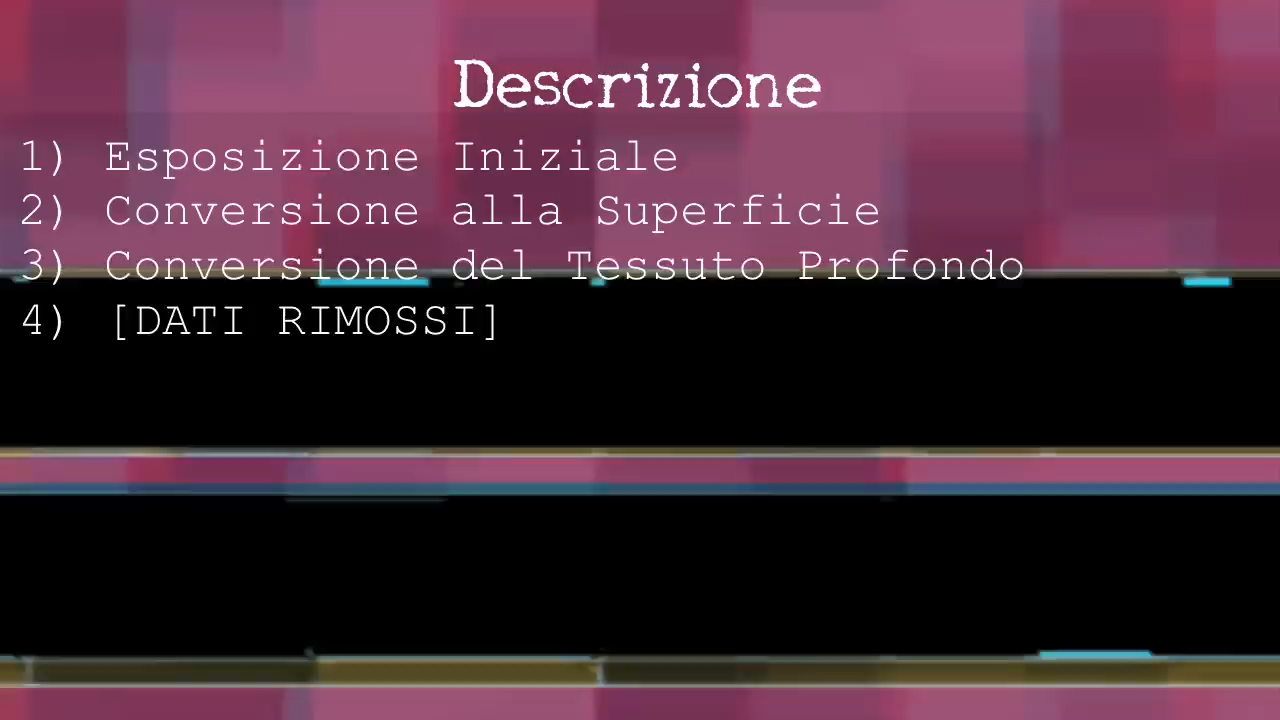 Descrizione
1) Esposizione Iniziale
2) Conversione alla Superficie
3) Conversione del Tessuto Profondo
4) [DATI RIMOSSI]